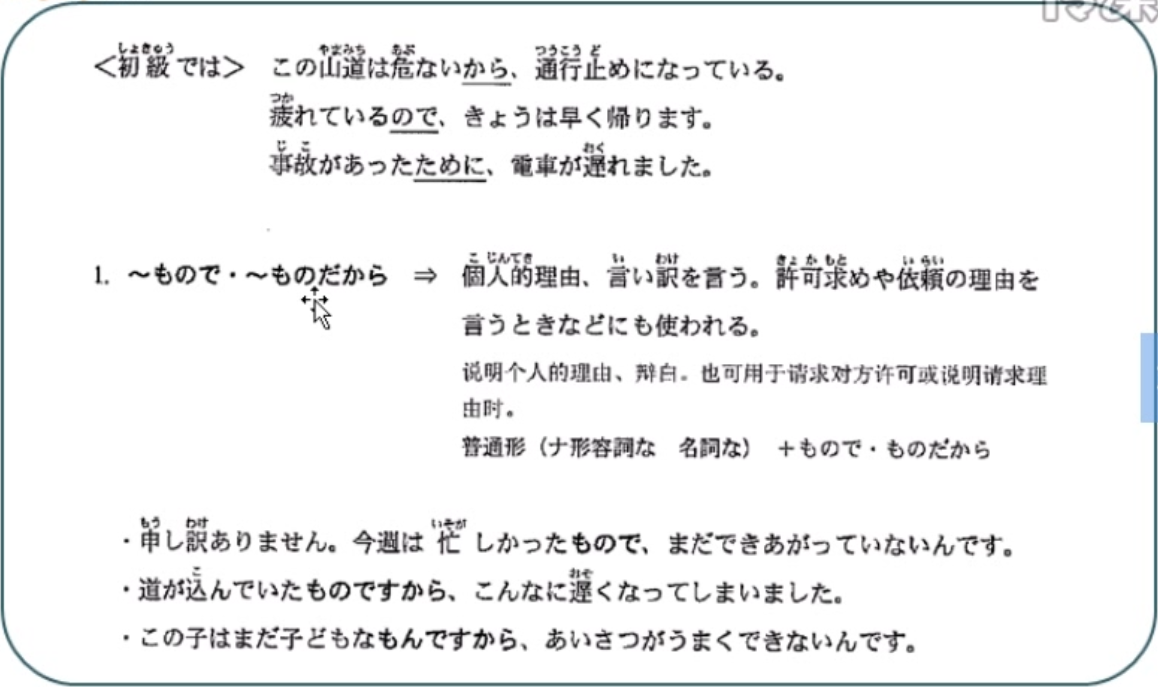 <初級では> この山道は危ないから、通行止めになっている。
疲れているので、きょうは早く帰ります。
事故があったために、電車が遅れました。
1. ～もので・～ものだから ⇒ 個人的理由、言い訳を言う。許可求めや依頼の理由を
言うときなどにも使われる。
说明个人的理由、辩白。也可用于请求对方许可或说明请求理
由时。
普通形（ナ形容詞な 名詞な） ＋もので・ものだから
・申し訳ありません。今週は忙しかったもので、まだできあがっていないんです。
・道が込んでいたものですから、こんなに遅くなってしまいました。
・この子はまだ子どもなもんですから、あいさつがうまくできないんです。